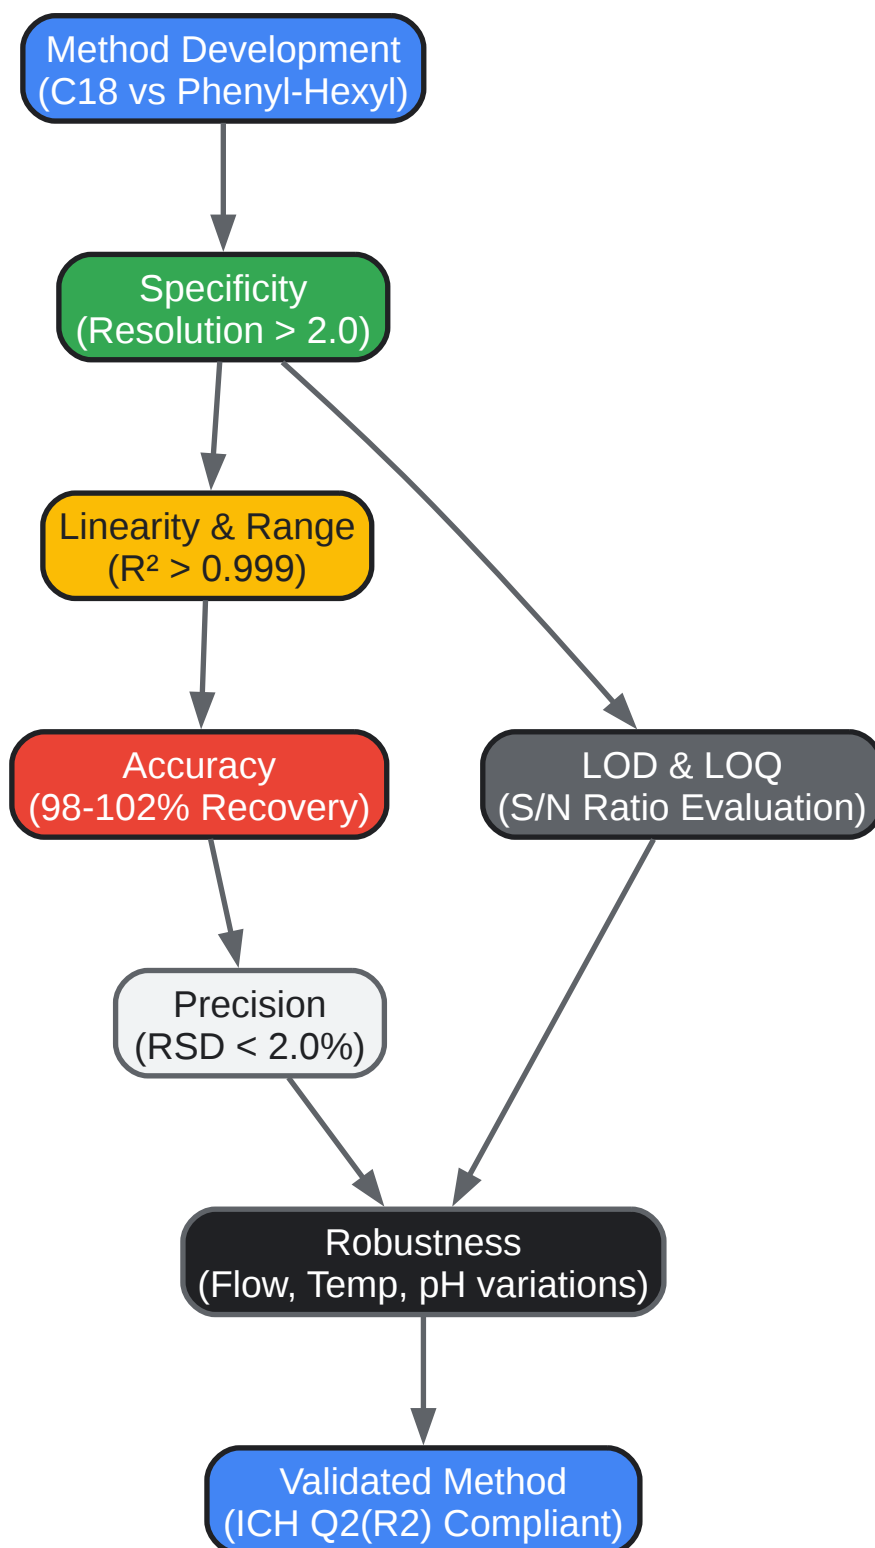 Method Development
(C18 vs Phenyl-Hexyl)
Specificity
(Resolution > 2.0)
Linearity & Range
(R² > 0.999)
Accuracy
(98-102% Recovery)
LOD & LOQ
(S/N Ratio Evaluation)
Precision
(RSD < 2.0%)
Robustness
(Flow, Temp, pH variations)
Validated Method
(ICH Q2(R2) Compliant)